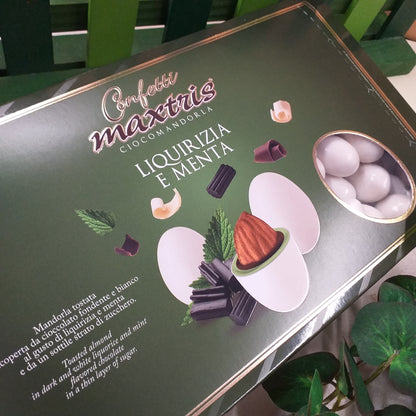 Confetti
maxtris
CIOCOMANDORLA
LIQUIRIZIA
E MENTA
Mandorla tostata
coperta da cioccolato fondente e bianco
al gusto di liquirizia e menta
e da un sottile strato di zucchero.
Toasted almond
in dark and white liquorice and mint
flavored chocolate
in a thin layer of sugar.